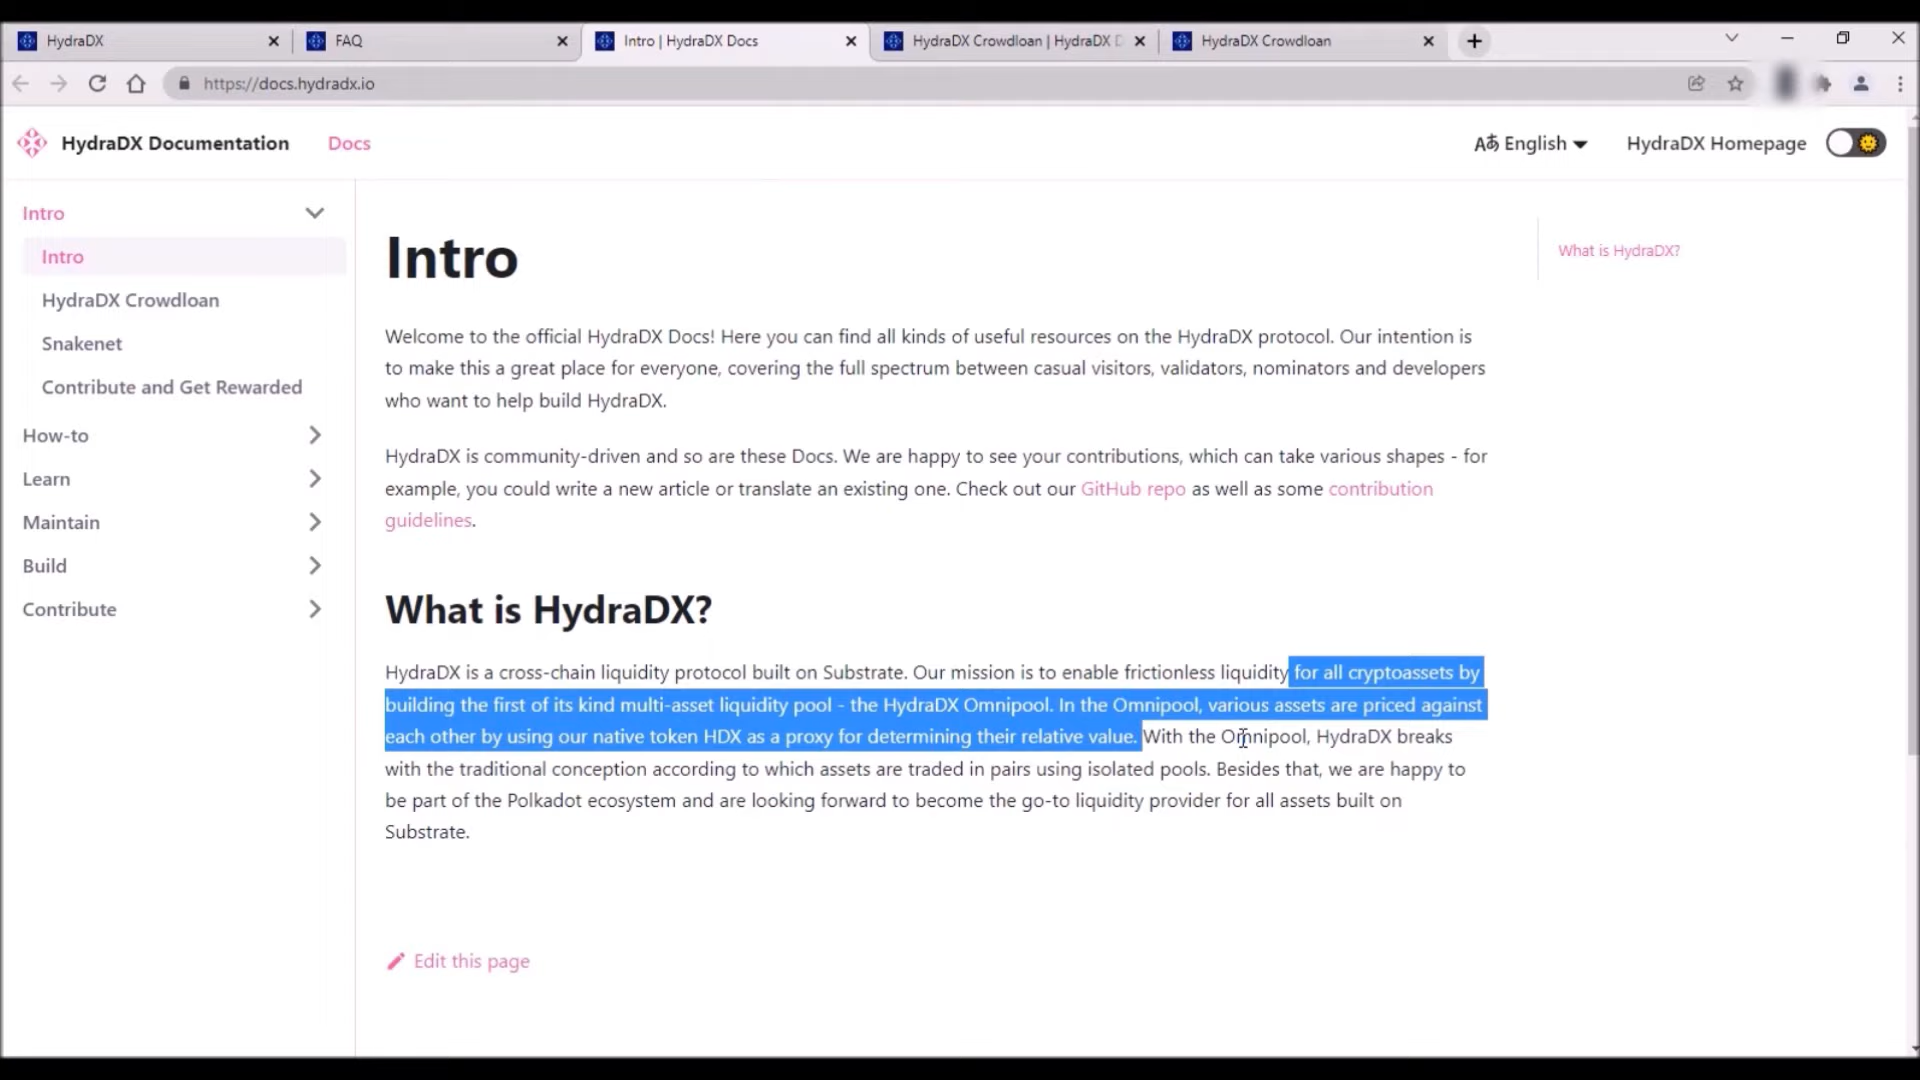 HydraDX
FAQ
Intro | HydraDX Docs
HydraDX Crowdloan | HydraDX D
HydraDX Crowdloan
https://docs.hydradx.io
HydraDX Documentation
Docs
Aあ English
HydraDX Homepage
Intro
Intro
HydraDX Crowdloan
Snakenet
Contribute and Get Rewarded
How-to
Learn
Maintain
Build
Contribute
Intro
Welcome to the official HydraDX Docs! Here you can find all kinds of useful resources on the HydraDX protocol. Our intention is
to make this a great place for everyone, covering the full spectrum between casual visitors, validators, nominators and developers
who want to help build HydraDX.
HydraDX is community-driven and so are these Docs. We are happy to see your contributions, which can take various shapes - for
example, you could write a new article or translate an existing one. Check out our GitHub repo as well as some contribution
guidelines.
What is HydraDX?
HydraDX is a cross-chain liquidity protocol built on Substrate. Our mission is to enable frictionless liquidity for all cryptoassets by
building the first of its kind multi-asset liquidity pool - the HydraDX Omnipool. In the Omnipool, various assets are priced against
each other by using our native token HDX as a proxy for determining their relative value. With the Omnipool, HydraDX breaks
with the traditional conception according to which assets are traded in pairs using isolated pools. Besides that, we are happy to
be part of the Polkadot ecosystem and are looking forward to become the go-to liquidity provider for all assets built on
Substrate.
Edit this page
What is HydraDX?